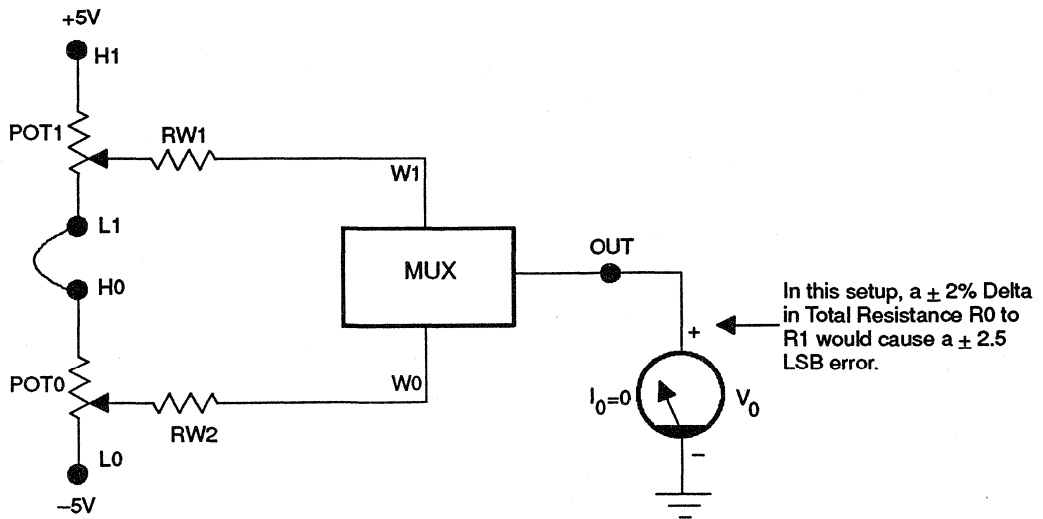 +5V
H1
POT1
RW1
W1
L1
MUX
OUT
H0
In this setup, a ± 2% Delta
in Total Resistance R0 to
R1 would cause a ± 2.5
LSB error.
+
POT0
W0
I0=0
V0
RW2
L0
–
–5V